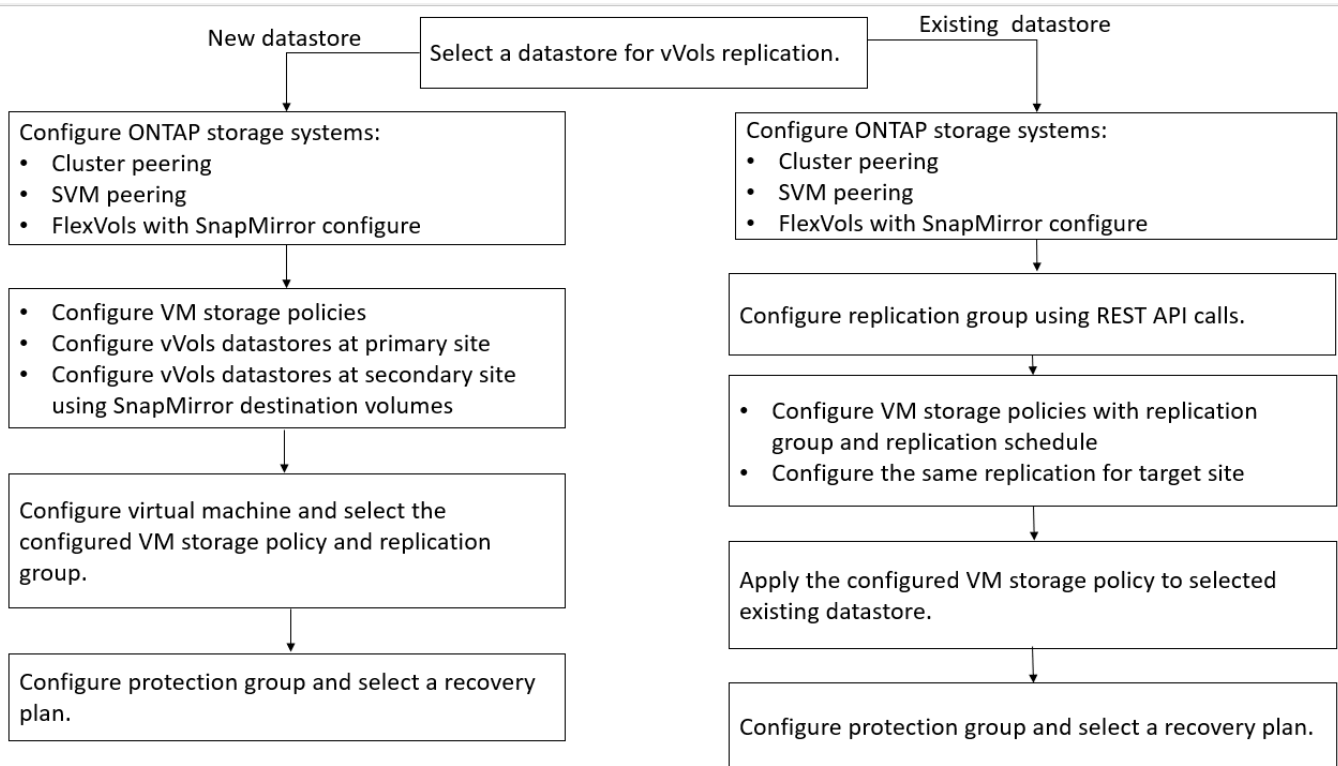 New datastore
Select a datastore for vVols replication.
Existing datastore
Configure ONTAP storage systems:
• Cluster peering
• SVM peering
• FlexVols with SnapMirror configure
• Configure VM storage policies
• Configure vVols datastores at primary site
• Configure vVols datastores at secondary site
using SnapMirror destination volumes
Configure virtual machine and select the
configured VM storage policy and replication
group.
Configure protection group and select a recovery
plan.
Configure ONTAP storage systems:
• Cluster peering
• SVM peering
• FlexVols with SnapMirror configure
Configure replication group using REST API calls.
• Configure VM storage policies with replication
group and replication schedule
• Configure the same replication for target site
Apply the configured VM storage policy to selected
existing datastore.
Configure protection group and select a recovery plan.